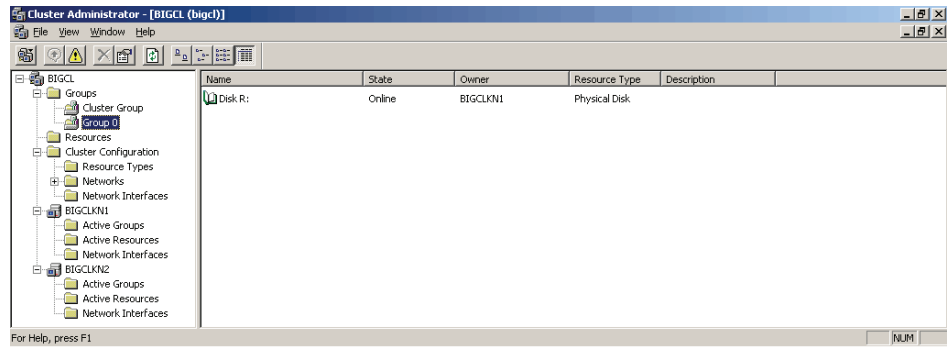 Cluster Administrator - [BIGCL (bigcl)]
File View Window Help
Name State Owner Resource Type Description
Disk R: Online BIGCLKN1 Physical Disk
BIGCL
Groups
Cluster Group
Group 0
Resources
Cluster Configuration
Resource Types
Networks
Network Interfaces
BIGCLKN1
Active Groups
Active Resources
Network Interfaces
BIGCLKN2
Active Groups
Active Resources
Network Interfaces
For Help, press F1 NUM